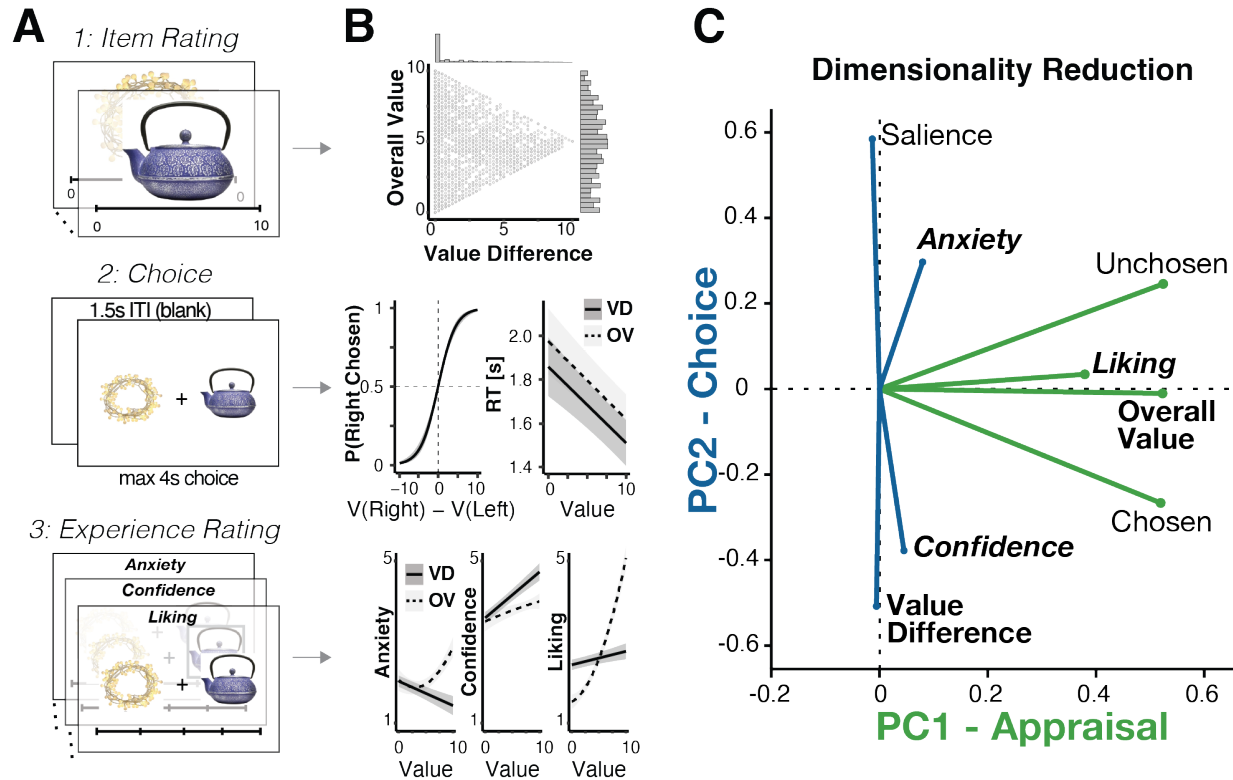 A
1: Item Rating
0
0
0
10
2: Choice
1.5s ITI (blank)
+
max 4s choice
3: Experience Rating
Anxiety
Confidence
Liking
+
+
+
B
Overall Value
10
5
0
0
5
10
Value Difference
P(Right Chosen)
1
0.5
0
−10
0
10
V(Right) − V(Left)
VD
OV
RT [s]
2.0
1.8
1.6
1.4
0
10
Value
Anxiety
5
1
VD
OV
0
10
Value
Confidence
5
1
0
10
Value
Liking
5
1
0
10
Value
C
Dimensionality Reduction
PC2 - Choice
0.6
0.4
0.2
0
-0.2
-0.4
-0.6
Salience
Anxiety
Unchosen
Liking
Overall
Value
Chosen
Confidence
Value
Difference
-0.2
0
0.2
0.4
0.6
PC1 - Appraisal